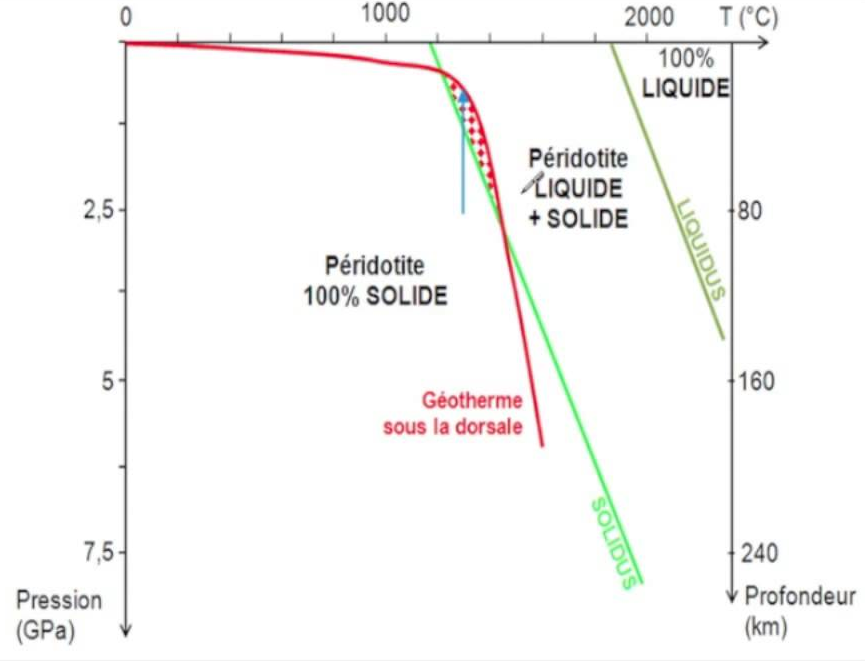 0
1000
2000
T (°C)
100%
LIQUIDE
Péridotite
LIQUIDE
+ SOLIDE
2,5
80
LIQUIDUS
Péridotite
100% SOLIDE
5
160
Géotherme
sous la dorsale
SOLIDUS
7,5
240
Pression
(GPa)
Profondeur
(km)